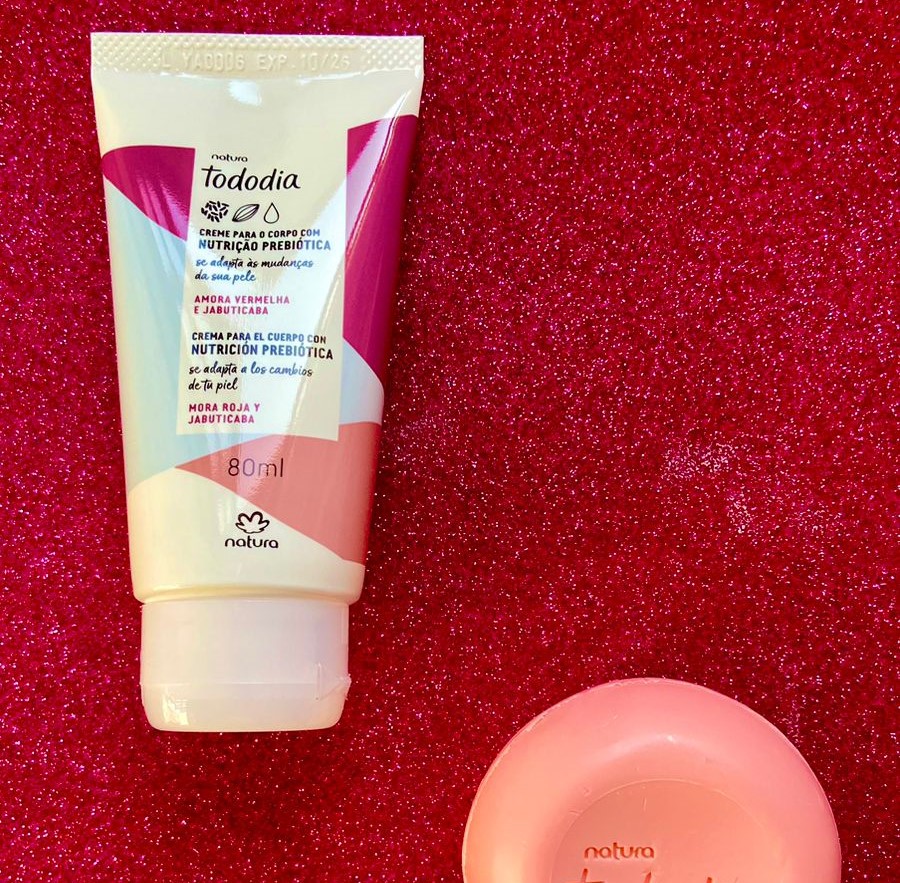 L YA0006 EXP.10/26
natura
Tododia
CREME PARA O CORPO COM
NUTRIÇÃO PREBIÓTICA
se adapta às mudanças
da sua pele
AMORA VERMELHA
E JABUTICABA
CREMA PARA EL CUERPO CON
NUTRICIÓN PREBIÓTICA
se adapta a los cambios
de tu piel
MORA ROJA Y
JABUTICABA
80ml
natura
natura